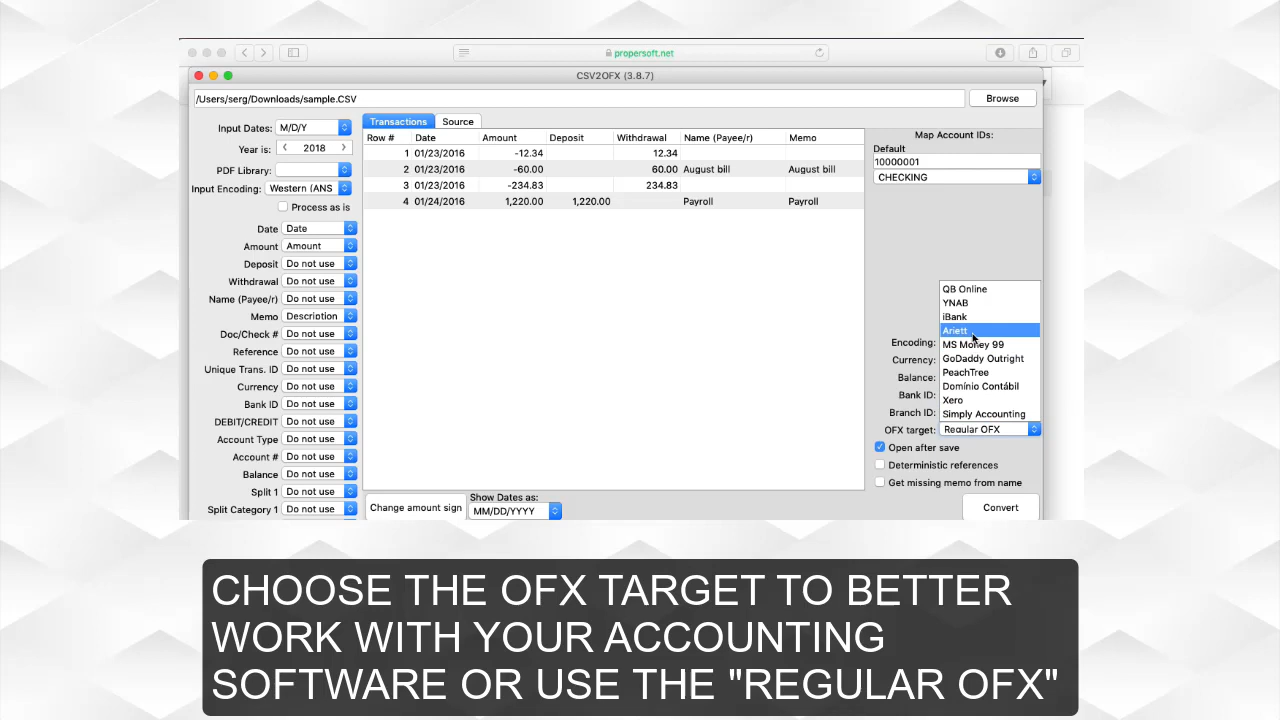 propersoft.net
CSV2OFX (3.8.7)
/Users/serg/Downloads/sample.CSV
Browse
Input Dates: M/D/Y
Year is: 2018
PDF Library:
Input Encoding: Western (ANS
Process as is
Date Date
Amount Amount
Deposit Do not use
Withdrawal Do not use
Name (Payee/r) Do not use
Memo Description
Doc/Check # Do not use
Reference Do not use
Unique Trans. ID Do not use
Currency Do not use
Bank ID Do not use
DEBIT/CREDIT Do not use
Account Type Do not use
Account # Do not use
Balance Do not use
Split 1 Do not use
Split Category 1 Do not use
Transactions Source
Row # Date Amount Deposit Withdrawal Name (Payee/r) Memo
1 01/23/2016 -12.34 12.34
2 01/23/2016 -60.00 60.00 August bill August bill
3 01/23/2016 -234.83 234.83
4 01/24/2016 1,220.00 1,220.00 Payroll Payroll
Change amount sign
Show Dates as:
MM/DD/YYYY
Map Account IDs:
Default
10000001
CHECKING
QB Online
YNAB
iBank
Ariett
MS Money 99
GoDaddy Outright
PeachTree
Domínio Contábil
Xero
Simply Accounting
Encoding:
Currency:
Balance:
Bank ID:
Branch ID:
OFX target: Regular OFX
Open after save
Deterministic references
Get missing memo from name
Convert
CHOOSE THE OFX TARGET TO BETTER
WORK WITH YOUR ACCOUNTING
SOFTWARE OR USE THE "REGULAR OFX"